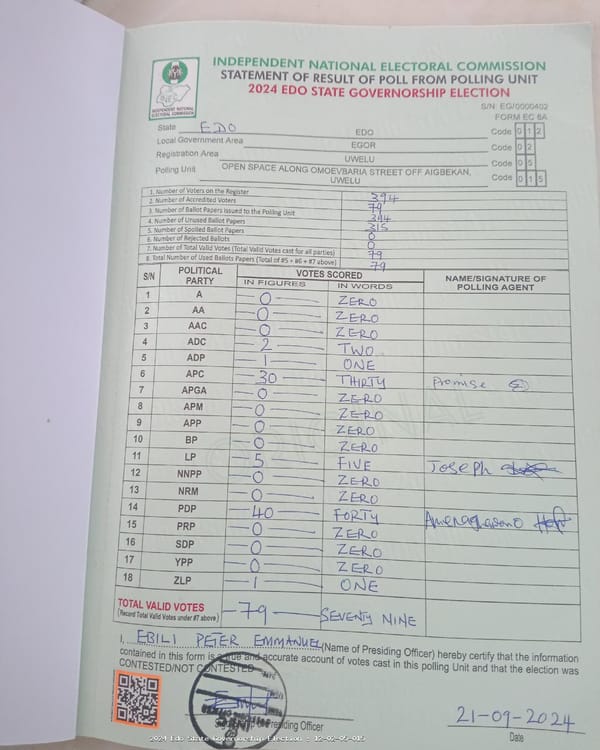 INDEPENDENT NATIONAL ELECTORAL COMMISSION
STATEMENT OF RESULT OF POLL FROM POLLING UNIT
2024 EDO STATE GOVERNORSHIP ELECTION
INDEPENDENT NATIONAL ELECTORAL COMMISSION
S/N: EG/0000402
FORM EC 8A
State EDO EDO Code 0 1 2
Local Government Area EGOR Code 0 2
Registration Area UWELU Code 0 5
Polling Unit OPEN SPACE ALONG OMOEVBARIA STREET OFF AIGBEKAN, UWELU Code 0 1 5
1. Number of Voters on the Register 394
2. Number of Accredited Voters 79
3. Number of Ballot Papers issued to the Polling Unit 394
4. Number of Unused Ballot Papers 315
5. Number of Spoiled Ballot Papers 0
6. Number of Rejected Ballots 0
7. Number of Total Valid Votes (Total Valid Votes cast for all parties) 79
8. Total Number of Used Ballots Papers (Total of #5 + #6 + #7 above) 79
S/N POLITICAL PARTY VOTES SCORED NAME/SIGNATURE OF POLLING AGENT
IN FIGURES IN WORDS
1 A 0 ZERO
2 AA 0 ZERO
3 AAC 0 ZERO
4 ADC 2 TWO
5 ADP 1 ONE
6 APC 30 THIRTY Promise
7 APGA 0 ZERO
8 APM 0 ZERO
9 APP 0 ZERO
10 BP 0 ZERO
11 LP 5 FIVE Joseph
12 NNPP 0 ZERO
13 NRM 0 ZERO
14 PDP 40 FORTY
15 PRP 0 ZERO
16 SDP 0 ZERO
17 YPP 0 ZERO
18 ZLP 1 ONE
TOTAL VALID VOTES 79 SEVENTY NINE
(Record Total Valid Votes under #7 above)
I, EBILI PETER EMMANUEL (Name of Presiding Officer) hereby certify that the information
contained in this form is a true and accurate account of votes cast in this polling Unit and that the election was
CONTESTED/NOT CONTESTED
Presiding Officer
21-09-2024
Date
2024 Edo State Governorship Election - 12-02-05-015